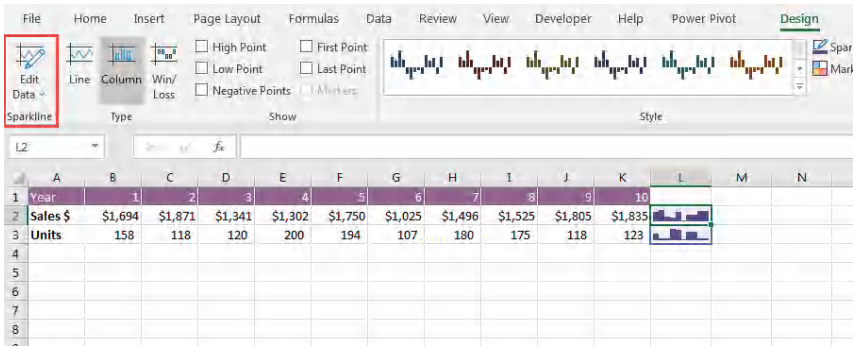 File Home Insert Page Layout Formulas Data Review View Developer Help Power Pivot Design
High Point First Point Spar
Low Point Last Point Mark
Negative Points Markers
Edit Data Line Column Win/ Loss
Sparkline Type Show Style
L2 fx
A B C D E F G H I J K L M N
1 Year 1 2 3 4 5 6 7 8 9 10
2 Sales $ $1,694 $1,871 $1,341 $1,302 $1,750 $1,025 $1,496 $1,525 $1,805 $1,835
3 Units 158 118 120 200 194 107 180 175 118 123
4
5
6
7
8